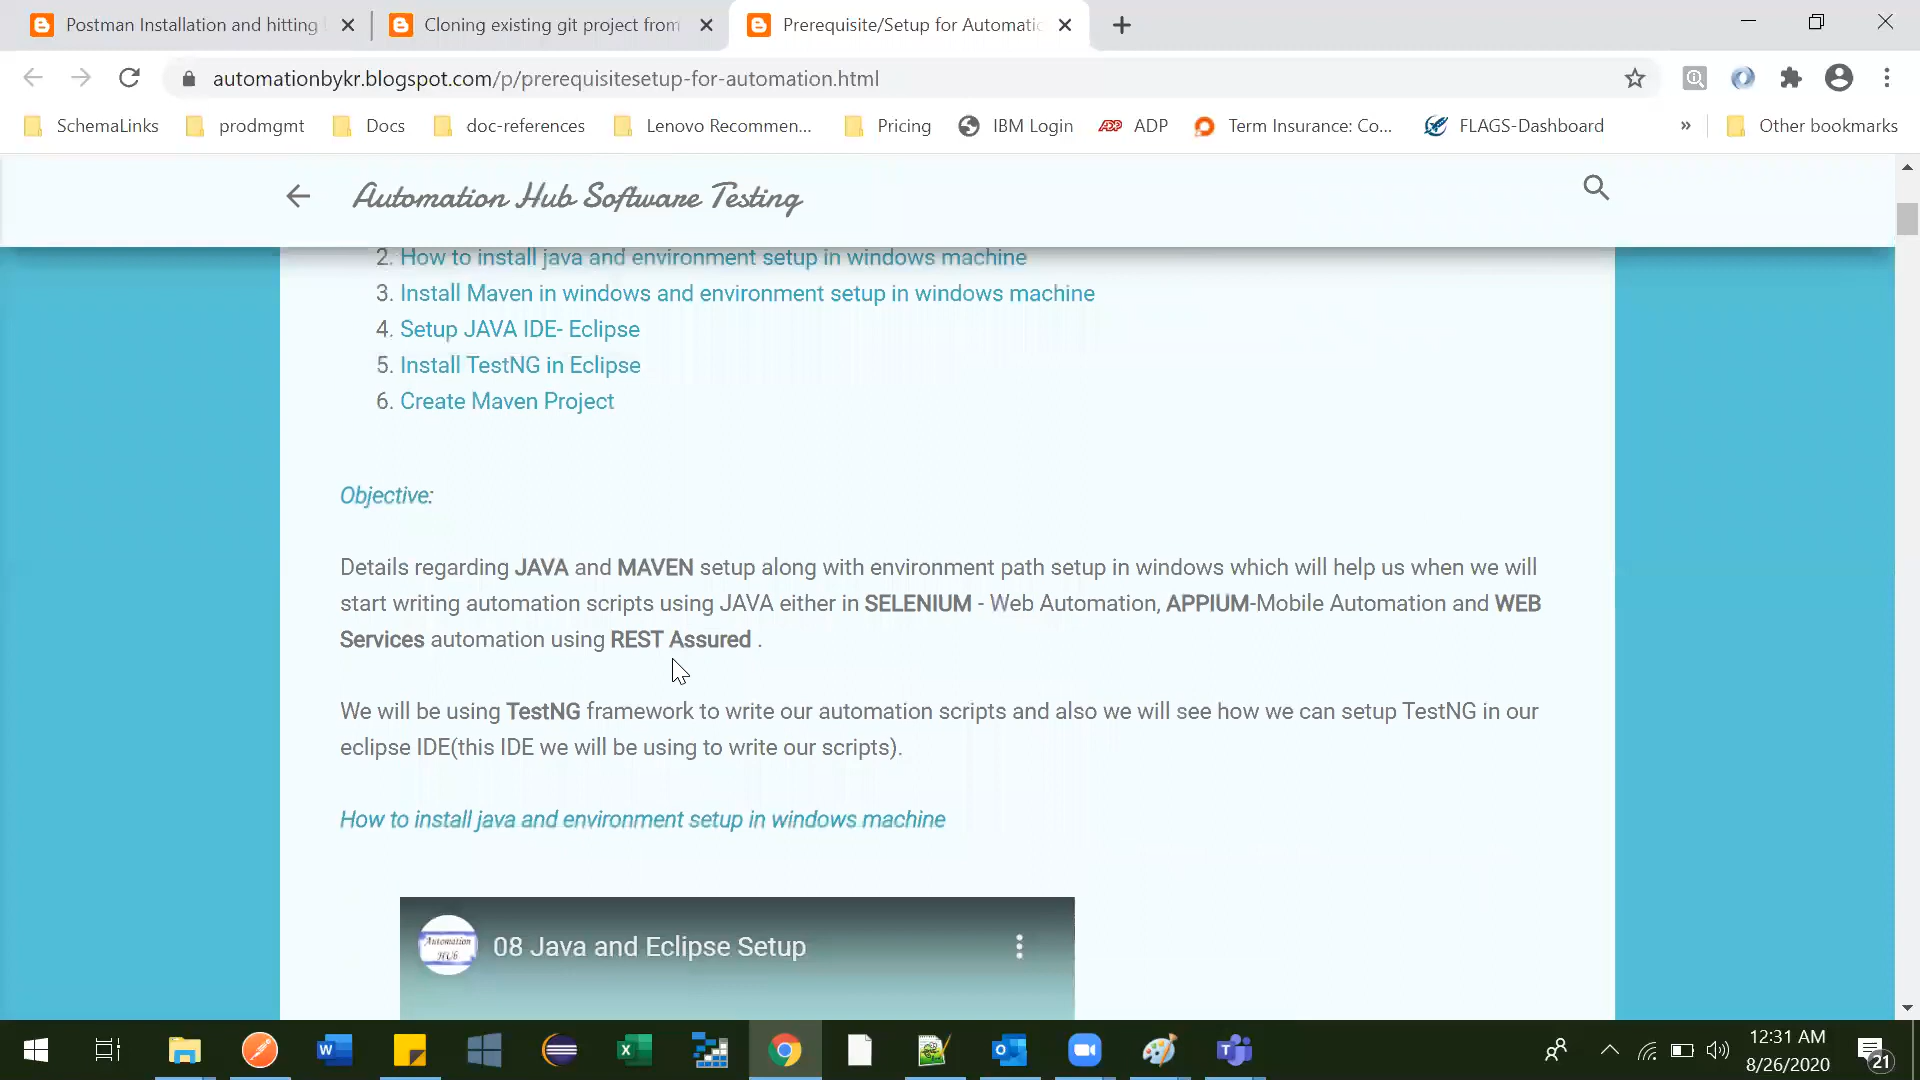 Postman Installation and hitting
Cloning existing git project from
Prerequisite/Setup for Automatic
automationbykr.blogspot.com/p/prerequisitesetup-for-automation.html
SchemaLinks
prodmgmt
Docs
doc-references
Lenovo Recommen...
Pricing
IBM Login
ADP
Term Insurance: Co...
FLAGS-Dashboard
»
Other bookmarks
Automation Hub Software Testing
2. How to install java and environment setup in windows machine
3. Install Maven in windows and environment setup in windows machine
4. Setup JAVA IDE- Eclipse
5. Install TestNG in Eclipse
6. Create Maven Project
Objective:
Details regarding JAVA and MAVEN setup along with environment path setup in windows which will help us when we will
start writing automation scripts using JAVA either in SELENIUM - Web Automation, APPIUM-Mobile Automation and WEB
Services automation using REST Assured .
We will be using TestNG framework to write our automation scripts and also we will see how we can setup TestNG in our
eclipse IDE(this IDE we will be using to write our scripts).
How to install java and environment setup in windows machine
Automation
HUb
08 Java and Eclipse Setup
12:31 AM
8/26/2020
21